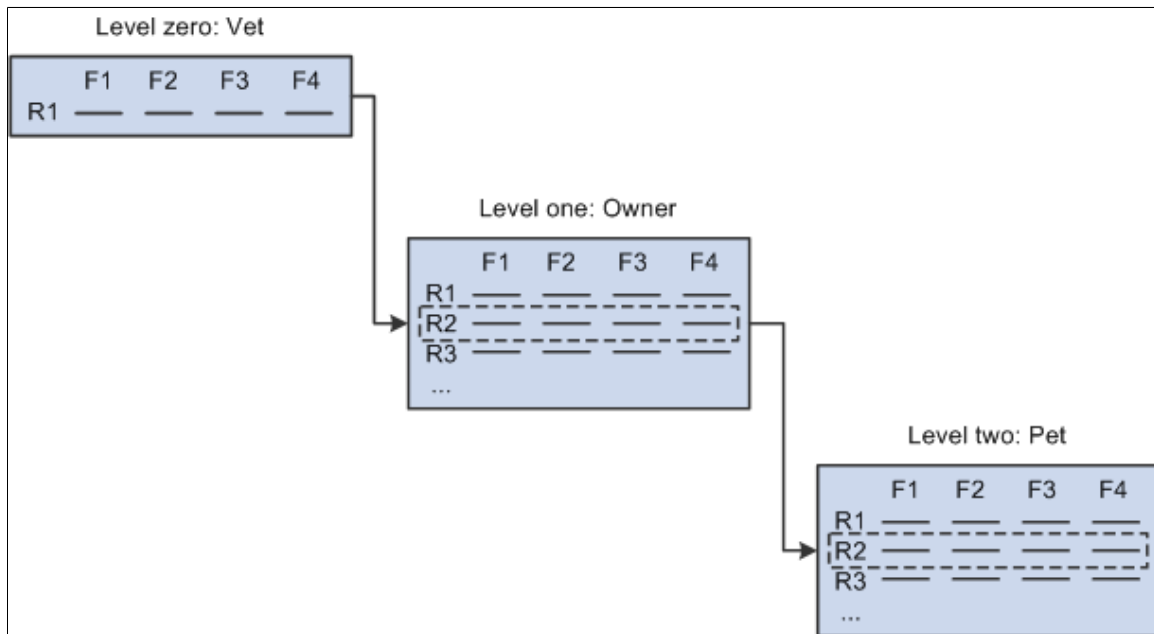 Level zero: Vet
F1 F2 F3 F4
R1
Level one: Owner
F1 F2 F3 F4
R1
R2
R3
...
Level two: Pet
F1 F2 F3 F4
R1
R2
R3
...